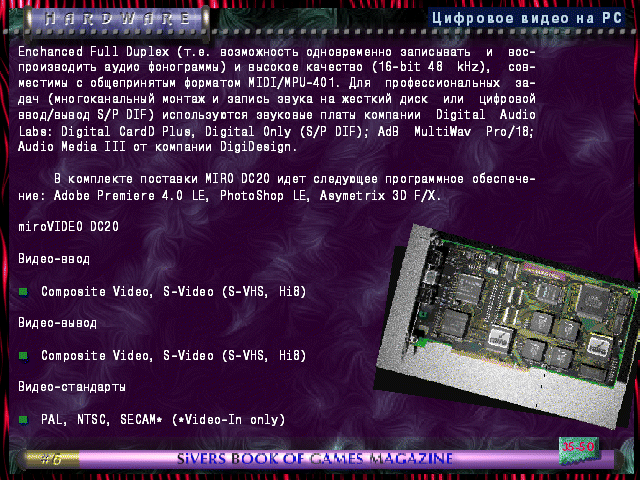 HARDWARE
Цифровое видео на PC
Enchanced Full Duplex (т.е. возможность одновременно записывать и вос-
производить аудио фонограммы) и высокое качество (16-bit 48 kHz), сов-
местимы с общепринятым форматом MIDI/MPU-401. Для профессиональных за-
дач (многоканальный монтаж и запись звука на жесткий диск или цифровой
ввод/вывод S/P DIF) используются звуковые платы компании Digital Audio
Labs: Digital CardD Plus, Digital Only (S/P DIF); AdB MultiWav Pro/18;
Audio Media III от компании DigiDesign.
В комплекте поставки MIRO DC20 идет следующее программное обеспече-
ние: Adobe Premiere 4.0 LE, PhotoShop LE, Asymetrix 3D F/X.
miroVIDEO DC20
Видео-ввод
Composite Video, S-Video (S-VHS, Hi8)
Видео-вывод
Composite Video, S-Video (S-VHS, Hi8)
Видео-стандарты
PAL, NTSC, SECAM* (*Video-In only)
#6
SIVERS BOOK OF GAMES MAGAZINE